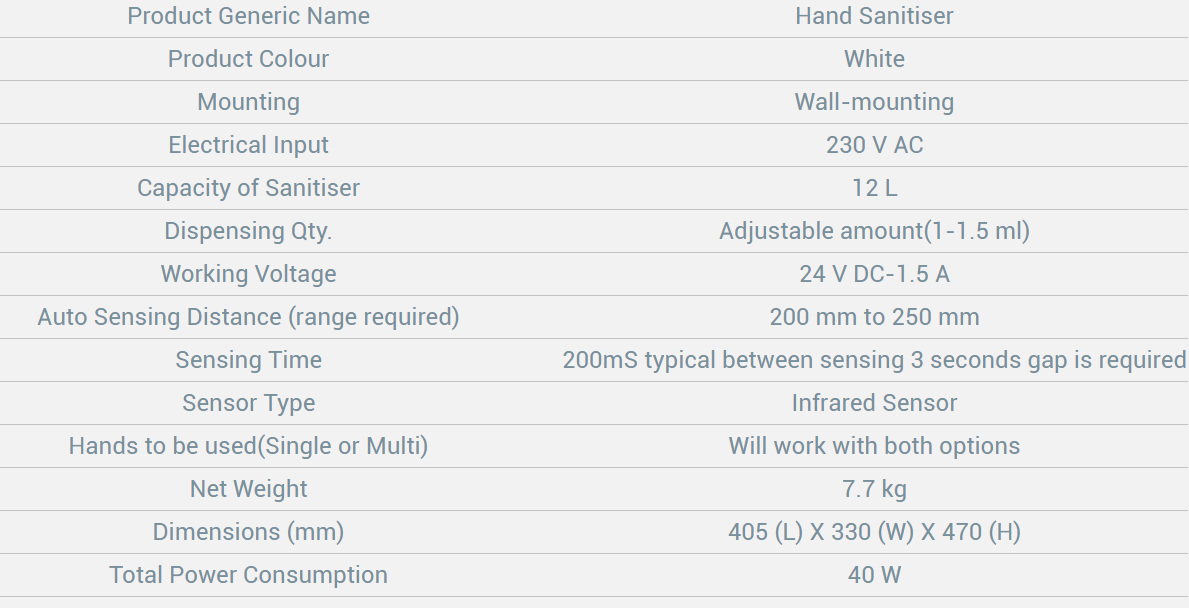 Product Generic Name Hand Sanitiser
Product Colour White
Mounting Wall-mounting
Electrical Input 230 V AC
Capacity of Sanitiser 12 L
Dispensing Qty. Adjustable amount(1-1.5 ml)
Working Voltage 24 V DC-1.5 A
Auto Sensing Distance (range required) 200 mm to 250 mm
Sensing Time 200mS typical between sensing 3 seconds gap is required
Sensor Type Infrared Sensor
Hands to be used(Single or Multi) Will work with both options
Net Weight 7.7 kg
Dimensions (mm) 405 (L) X 330 (W) X 470 (H)
Total Power Consumption 40 W